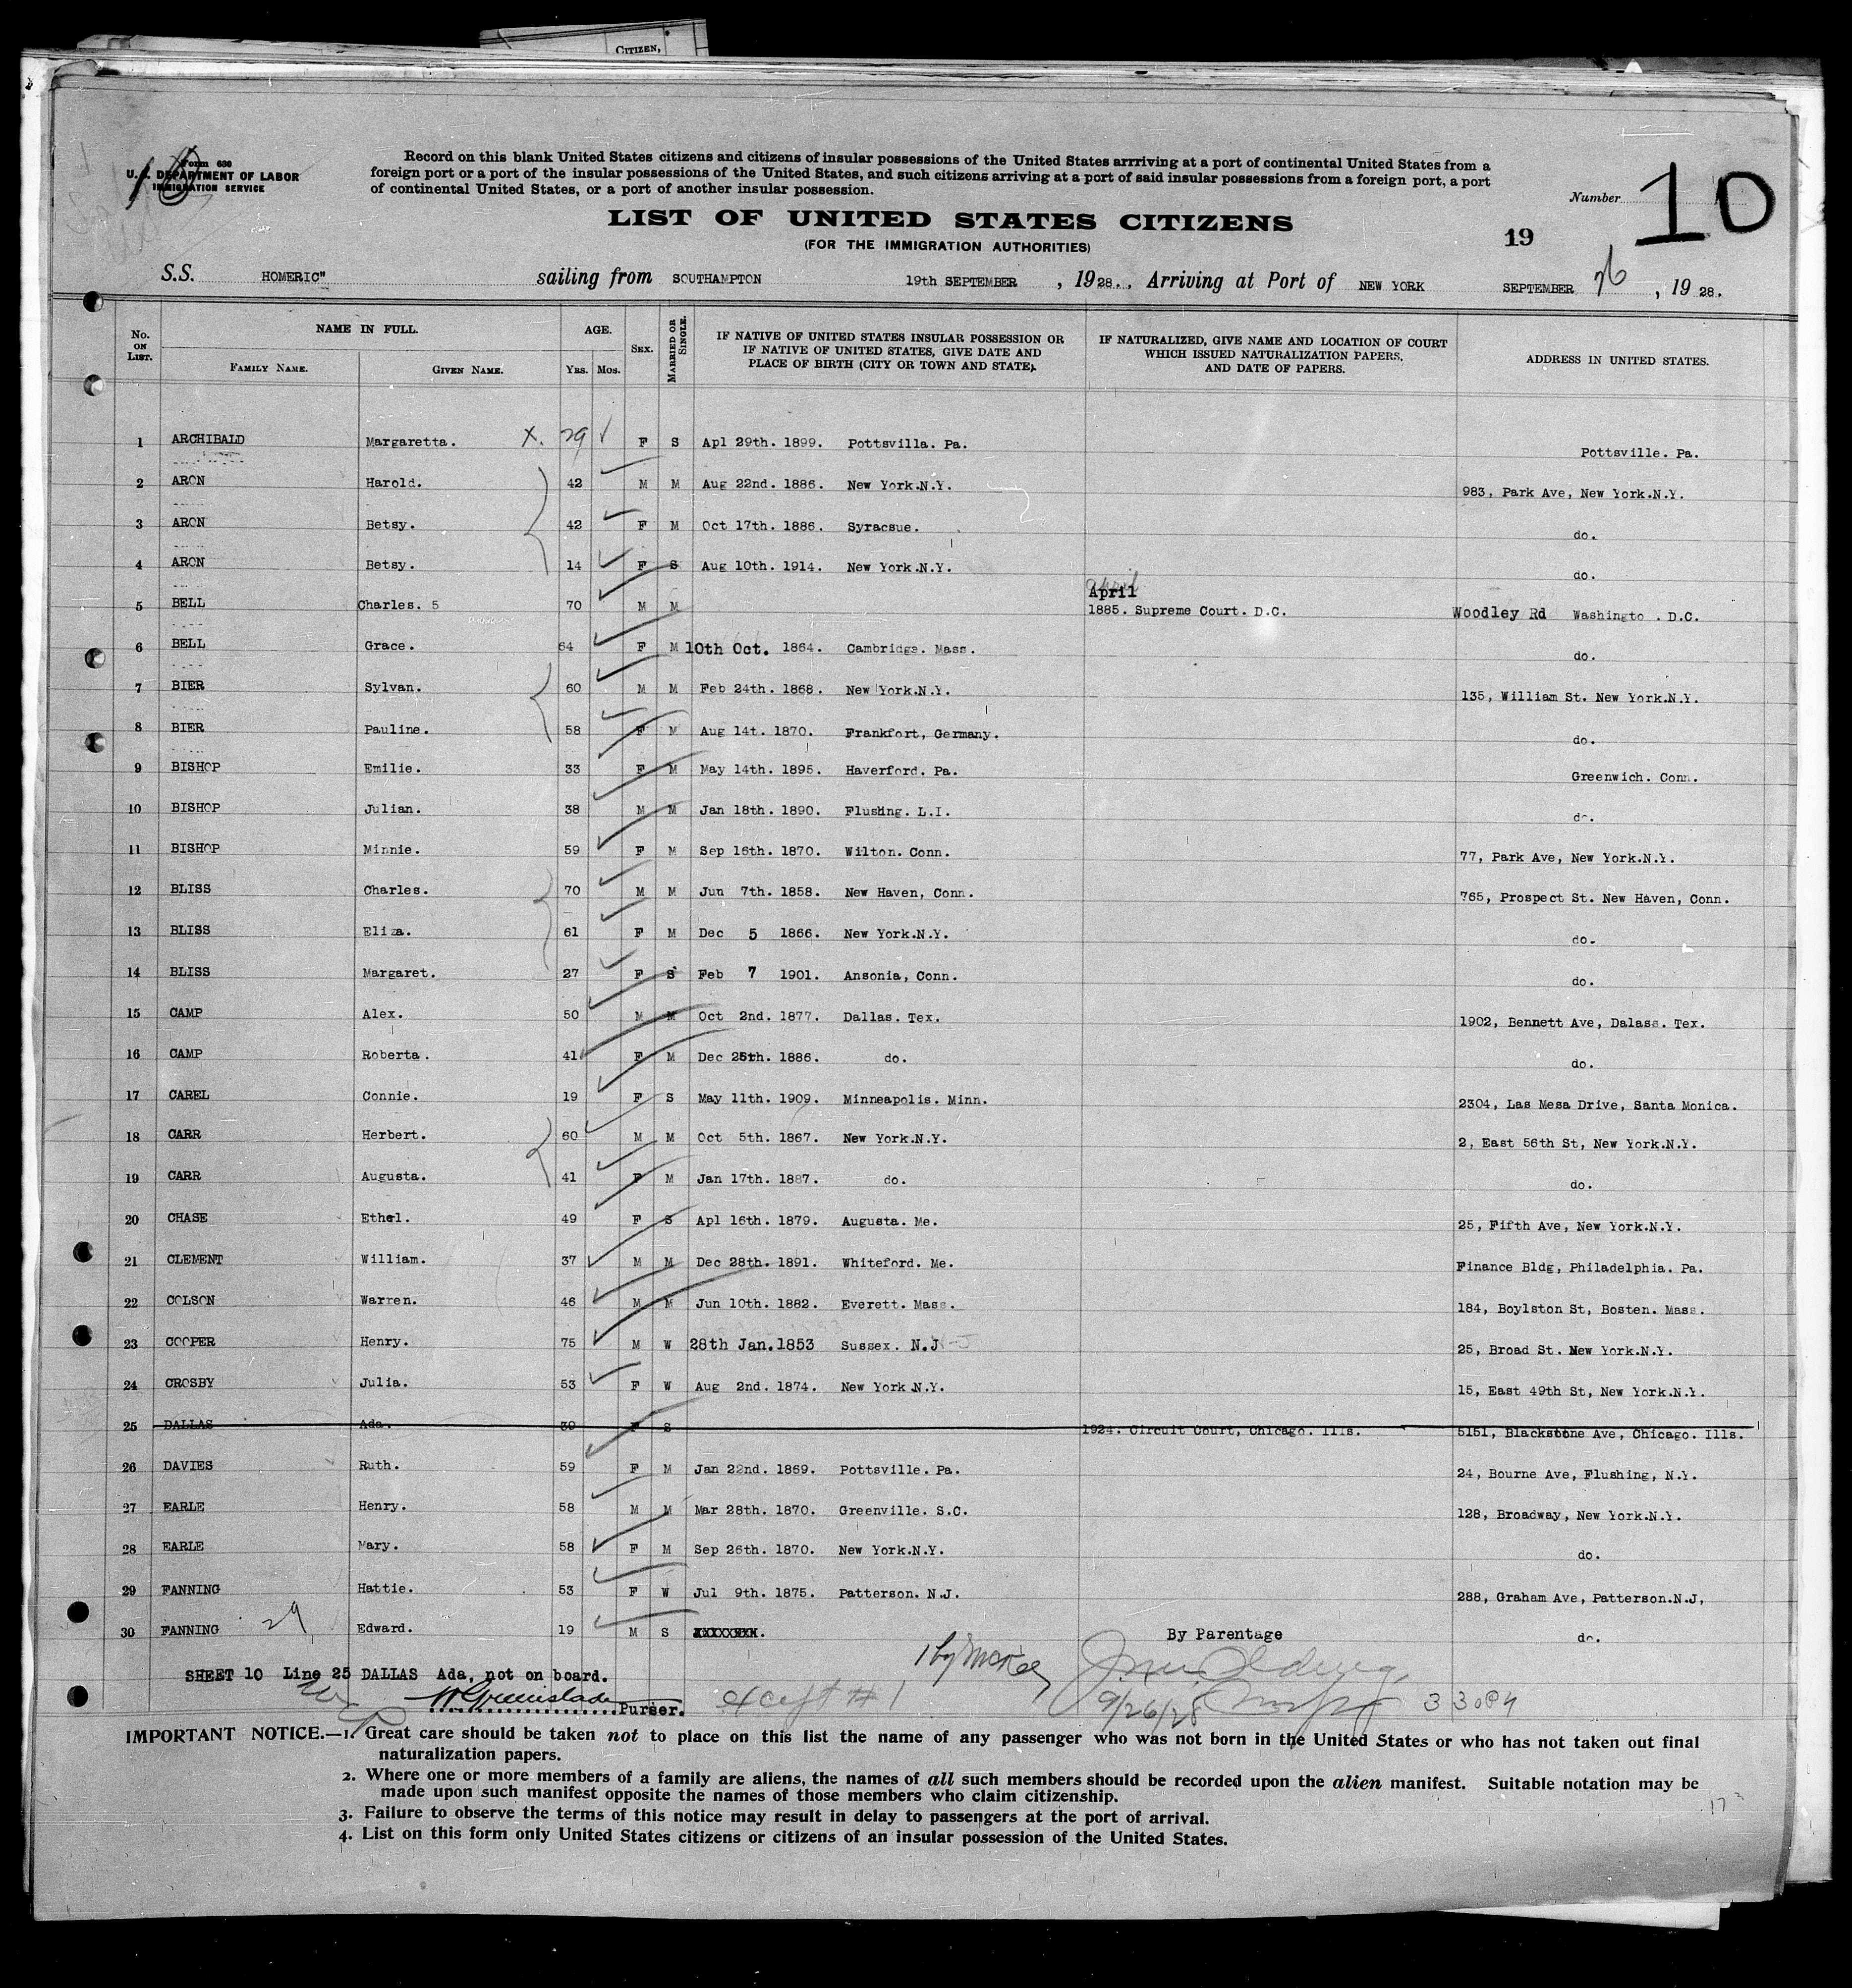 CITIZEN,
Form 630
U.S. DEPARTMENT OF LABOR
IMMIGRATION SERVICE
Record on this blank United States citizens and citizens of insular possessions of the United States arrriving at a port of continental United States from a
foreign port or a port of the insular possessions of the United States, and such citizens arriving at a port of said insular possessions from a foreign port, a port
of continental United States, or a port of another insular possession.
Number 10
LIST OF UNITED STATES CITIZENS
(FOR THE IMMIGRATION AUTHORITIES)
19
S.S. HOMERIC" sailing from SOUTHAMPTON 19th SEPTEMBER, 1928., Arriving at Port of NEW YORK SEPTEMBER 26, 1928.
No. ON LIST. NAME IN FULL. FAMILY NAME. GIVEN NAME. AGE. YRS. MOS. SEX. MARRIED OR SINGLE. IF NATIVE OF UNITED STATES INSULAR POSSESSION OR IF NATIVE OF UNITED STATES, GIVE DATE AND PLACE OF BIRTH (CITY OR TOWN AND STATE). IF NATURALIZED, GIVE NAME AND LOCATION OF COURT WHICH ISSUED NATURALIZATION PAPERS, AND DATE OF PAPERS. ADDRESS IN UNITED STATES.
1 ARCHIBALD Margaretta. X. 29 F S Apl 29th. 1899. Pottsvilla. Pa. Pottsville. Pa.
2 ARON Harold. 42 M M Aug 22nd. 1886. New York.N.Y. 983, Park Ave, New York.N.Y.
3 ARON Betsy. 42 F M Oct 17th. 1886. Syracsue. do.
4 ARON Betsy. 14 F S Aug 10th. 1914. New York.N.Y. do.
5 BELL Charles. 5 70 M M April April 1885. Supreme Court. D.C. Woodley Rd Washingto . D.C.
6 BELL Grace. 64 F M 10th Oct. 1864. Cambridge. Mass. do.
7 BIER Sylvan. 60 M M Feb 24th. 1868. New York.N.Y. 135, William St. New York.N.Y.
8 BIER Pauline. 58 F M Aug 14t. 1870. Frankfort, Germany. do.
9 BISHOP Emilie. 33 F M May 14th. 1895. Haverford. Pa. Greenwich. Conn.
10 BISHOP Julian. 38 M M Jan 18th. 1890. Flushing. L.I. do.
11 BISHOP Minnie. 59 F M Sep 16th. 1870. Wilton. Conn. 77, Park Ave, New York.N.Y.
12 BLISS Charles. 70 M M Jun 7th. 1858. New Haven, Conn. 765, Prospect St. New Haven, Conn.
13 BLISS Eliza. 61 F M Dec 5 1866. New York.N.Y. do.
14 BLISS Margaret. 27 F S Feb 7 1901. Ansonia, Conn. do.
15 CAMP Alex. 50 M M Oct 2nd. 1877. Dallas. Tex. 1902, Bennett Ave, Dalass. Tex.
16 CAMP Roberta. 41 F M Dec 25th. 1886. do. do.
17 CAREL Connie. 19 F S May 11th. 1909. Minneapolis. Minn. 2304, Las Mesa Drive, Santa Monica.
18 CARR Herbert. 60 M M Oct 5th. 1867. New York.N.Y. 2, East 56th St, New York.N.Y.
19 CARR Augusta. 41 F M Jan 17th. 1887. do. do.
20 CHASE Ethel. 49 F S Apl 16th. 1879. Augusta. Me. 25, Fifth Ave, New York.N.Y.
21 CLEMENT William. 37 M M Dec 28th. 1891. Whiteford. Me. Finance Bldg, Philadelphia. Pa.
22 COLSON Warren. 46 M M Jun 10th. 1882. Everett. Mass. 184, Boylston St, Bosten. Mass.
23 COOPER Henry. 75 M W 28th Jan.1853 Sussex. N.J 25, Broad St. New York.N.Y.
24 CROSBY Julia. 53 F W Aug 2nd. 1874. New York N.Y. 15, East 49th St, New York.N.Y.
25 DALLAS Ada. 30 F S 1924. Circuit Court, Chicago. Ills. 5151, Blackstone Ave, Chicago. Ills.
26 DAVIES Ruth. 59 F M Jan 22nd. 1869. Pottsville. Pa. 24, Bourne Ave, Flushing, N.Y.
27 EARLE Henry. 58 M M Mar 28th. 1870. Greenville. S.C. 128, Broadway, New York.N.Y.
28 EARLE Mary. 58 F M Sep 26th. 1870. New York.N.Y. do.
29 FANNING Hattie. 53 F W Jul 9th. 1875. Patterson. N.J. 288, Graham Ave, Patterson.N.J,
30 FANNING 29 Edward. 19 M S XXXXXXXX. By Parentage do.
SHEET 10 Line 25 DALLAS Ada, not on board.
Purser.
except # 1
9/26/28
33084
IMPORTANT NOTICE.—1. Great care should be taken not to place on this list the name of any passenger who was not born in the United States or who has not taken out final
naturalization papers.
2. Where one or more members of a family are aliens, the names of all such members should be recorded upon the alien manifest. Suitable notation may be
made upon such manifest opposite the names of those members who claim citizenship.
3. Failure to observe the terms of this notice may result in delay to passengers at the port of arrival.
4. List on this form only United States citizens or citizens of an insular possession of the United States.